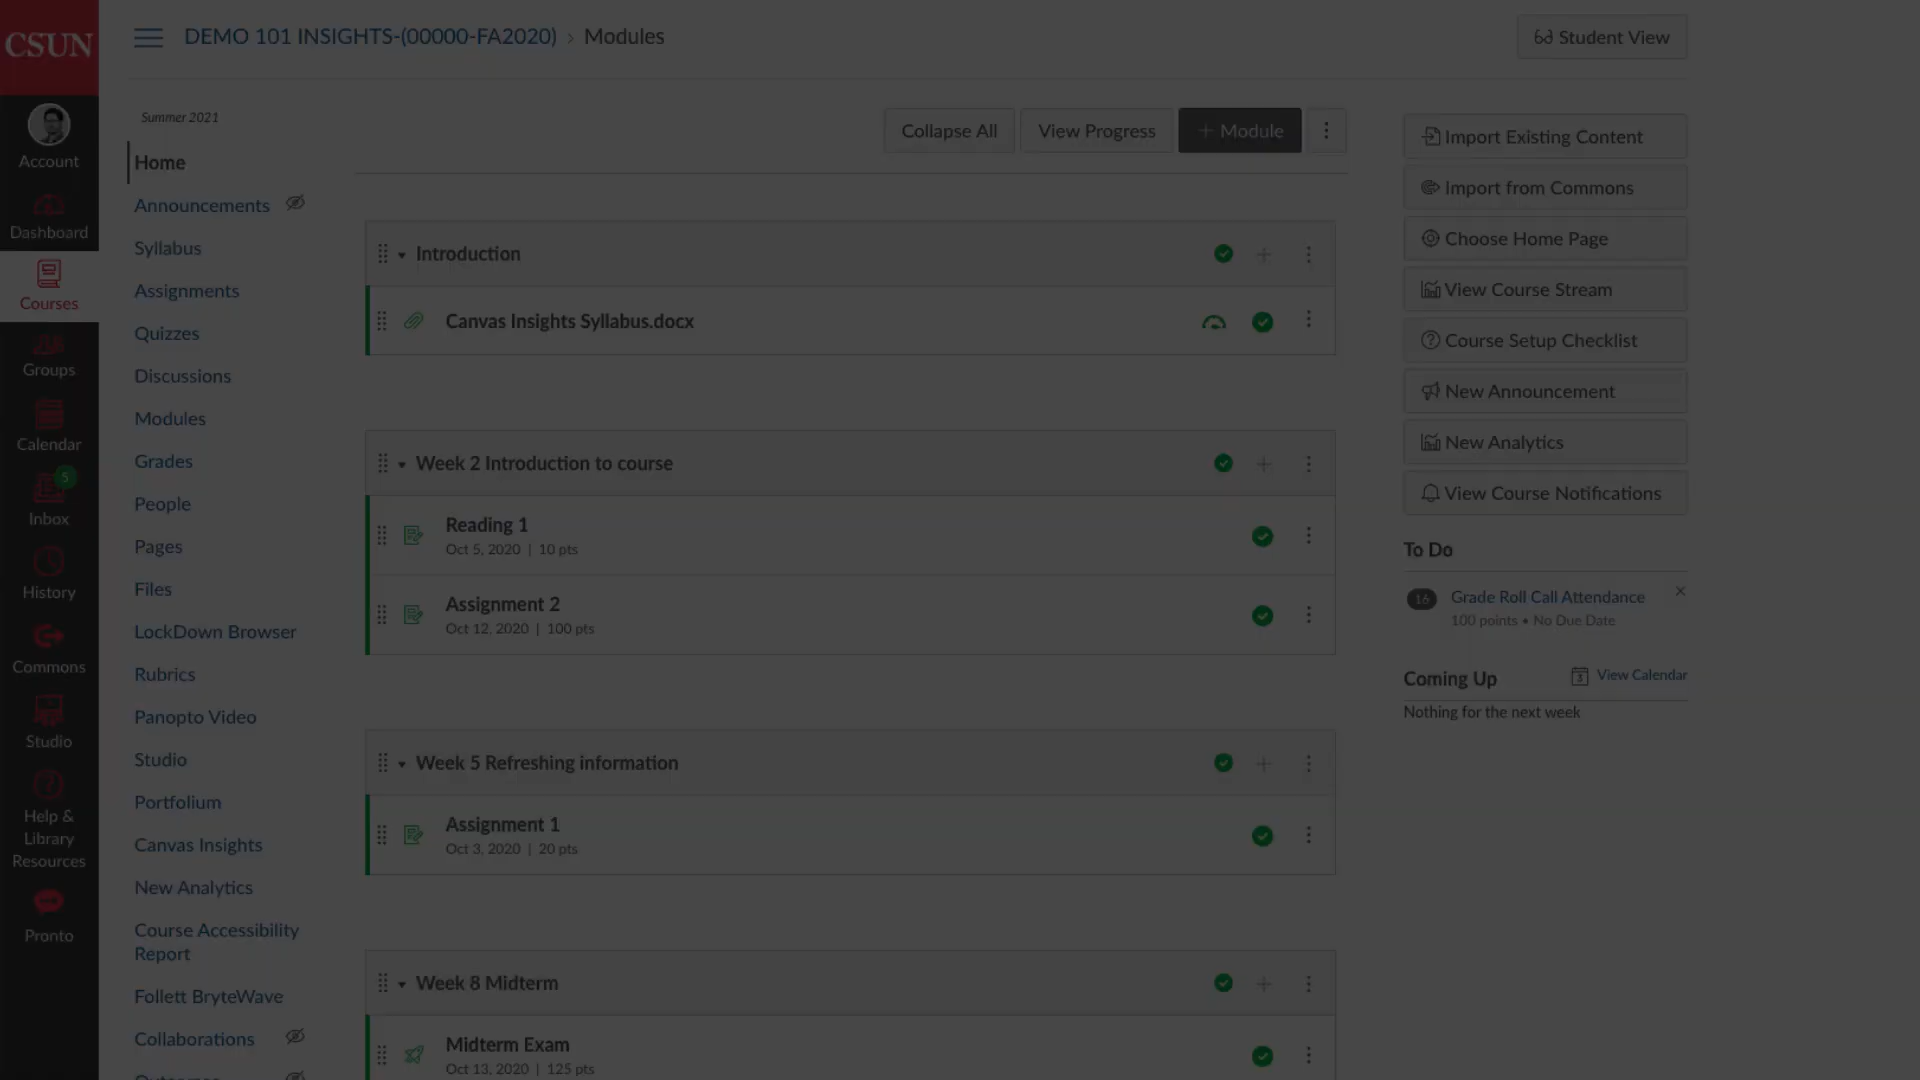 CSUN
Account
Dashboard
Courses
Groups
Calendar
5
Inbox
History
Commons
Studio
Help &
Library
Resources
Pronto
DEMO 101 INSIGHTS-(00000-FA2020) › Modules
Student View
Summer 2021
Home
Announcements
Syllabus
Assignments
Quizzes
Discussions
Modules
Grades
People
Pages
Files
LockDown Browser
Rubrics
Panopto Video
Studio
Portfolium
Canvas Insights
New Analytics
Course Accessibility
Report
Follett BryteWave
Collaborations
Collapse All
View Progress
+ Module
Introduction
Canvas Insights Syllabus.docx
Week 2 Introduction to course
Reading 1
Oct 5, 2020 | 10 pts
Assignment 2
Oct 12, 2020 | 100 pts
Week 5 Refreshing information
Assignment 1
Oct 3, 2020 | 20 pts
Week 8 Midterm
Midterm Exam
Oct 13, 2020 | 125 pts
Import Existing Content
Import from Commons
Choose Home Page
View Course Stream
Course Setup Checklist
New Announcement
New Analytics
View Course Notifications
To Do
16 Grade Roll Call Attendance
100 points • No Due Date
Coming Up
View Calendar
Nothing for the next week